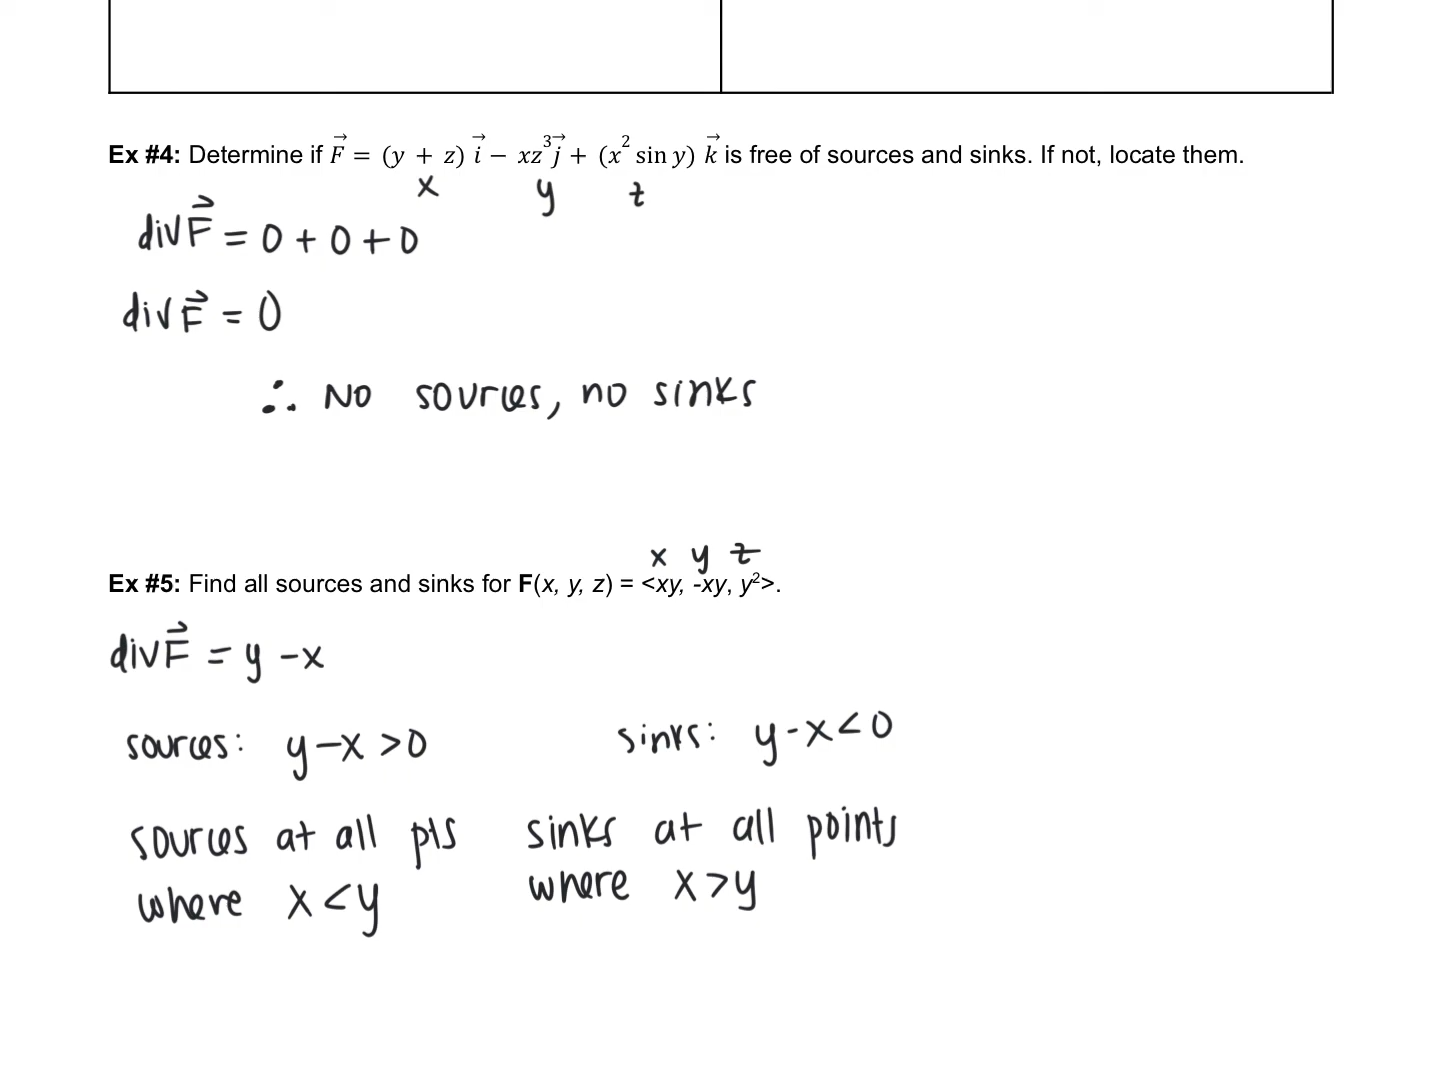 Ex #4: Determine if F⃗ = (y + z) i⃗ − xz³j⃗ + (x² sin y) k⃗ is free of sources and sinks. If not, locate them.
x y z
div F⃗ = 0 + 0 + 0
div F⃗ = 0
∴ No sources, no sinks
x y z
Ex #5: Find all sources and sinks for F(x, y, z) = <xy, -xy, y²>.
div F⃗ = y - x
sources: y - x > 0 sinks: y - x < 0
sources at all pts sinks at all points
where x < y where x > y